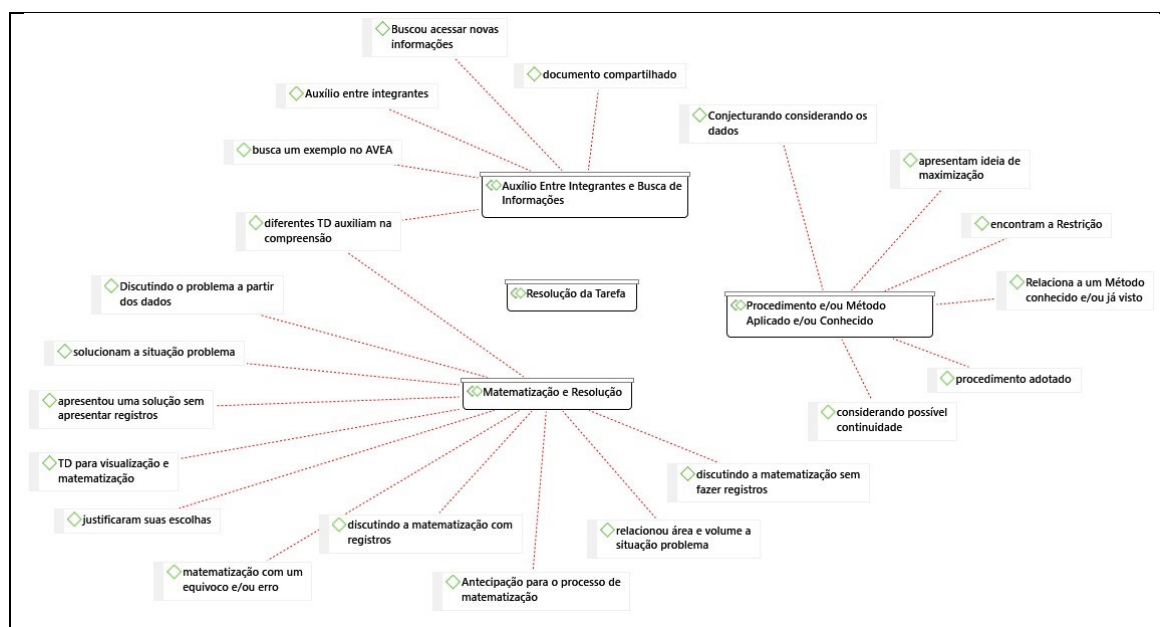 Buscou acessar novas
informações
documento compartilhado
Auxílio entre integrantes
Conjecturando considerando os
dados
busca um exemplo no AVEA
apresentam ideia de
maximização
Auxílio Entre Integrantes e Busca de
Informações
diferentes TD auxiliam na
compreensão
encontram a Restrição
Discutindo o problema a partir
dos dados
Resolução da Tarefa
Relaciona a um Método
conhecido e/ou já visto
Procedimento e/ou Método
Aplicado e/ou Conhecido
solucionam a situação problema
Matematização e Resolução
procedimento adotado
apresentou uma solução sem
apresentar registros
considerando possível
continuidade
TD para visualização e
matematização
discutindo a matematização sem
fazer registros
justificaram suas escolhas
discutindo a matematização com
registros
relacionou área e volume a
situação problema
matematização com um
equivoco e/ou erro
Antecipação para o processo de
matematização